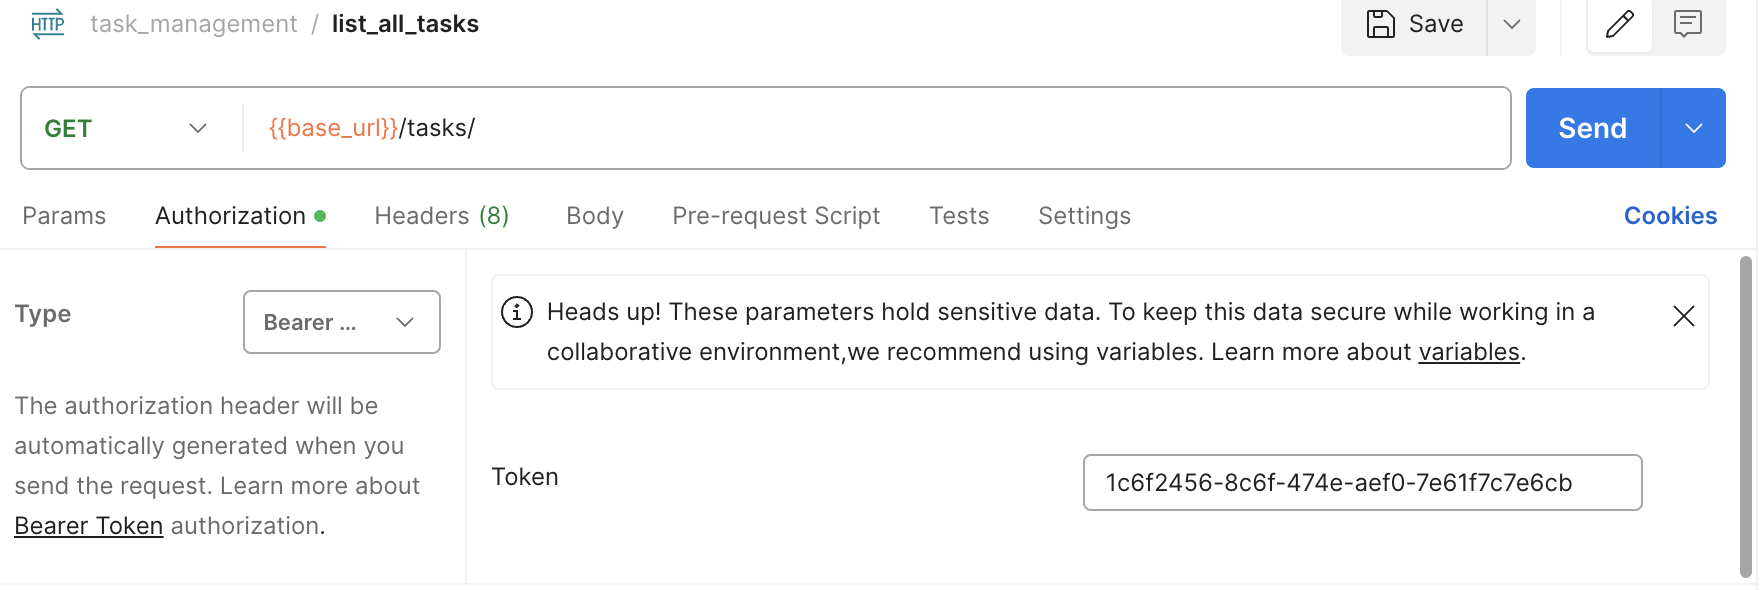 HTTP task_management / list_all_tasks Save
GET {{base_url}}/tasks/ Send
Params Authorization Headers (8) Body Pre-request Script Tests Settings Cookies
Type Bearer ...
The authorization header will be
automatically generated when you
send the request. Learn more about
Bearer Token authorization.
Heads up! These parameters hold sensitive data. To keep this data secure while working in a
collaborative environment,we recommend using variables. Learn more about variables.
Token 1c6f2456-8c6f-474e-aef0-7e61f7c7e6cb